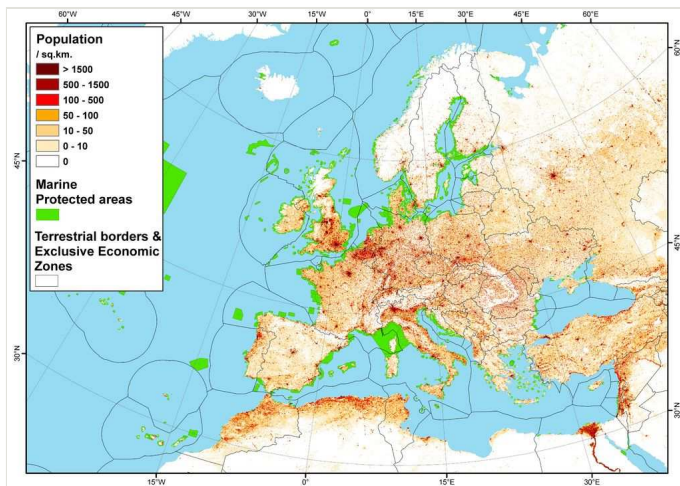 60°W 45°W 30°W 15°W 0° 15°E 30°E 45°E 60°E
Population
/ sq.km.
> 1500
500 - 1500
100 - 500
50 - 100
10 - 50
0 - 10
0
Marine
Protected areas
Terrestrial borders &
Exclusive Economic
Zones
60°N
45°N
45°N
30°N
30°N
15°W 0° 15°E 30°E